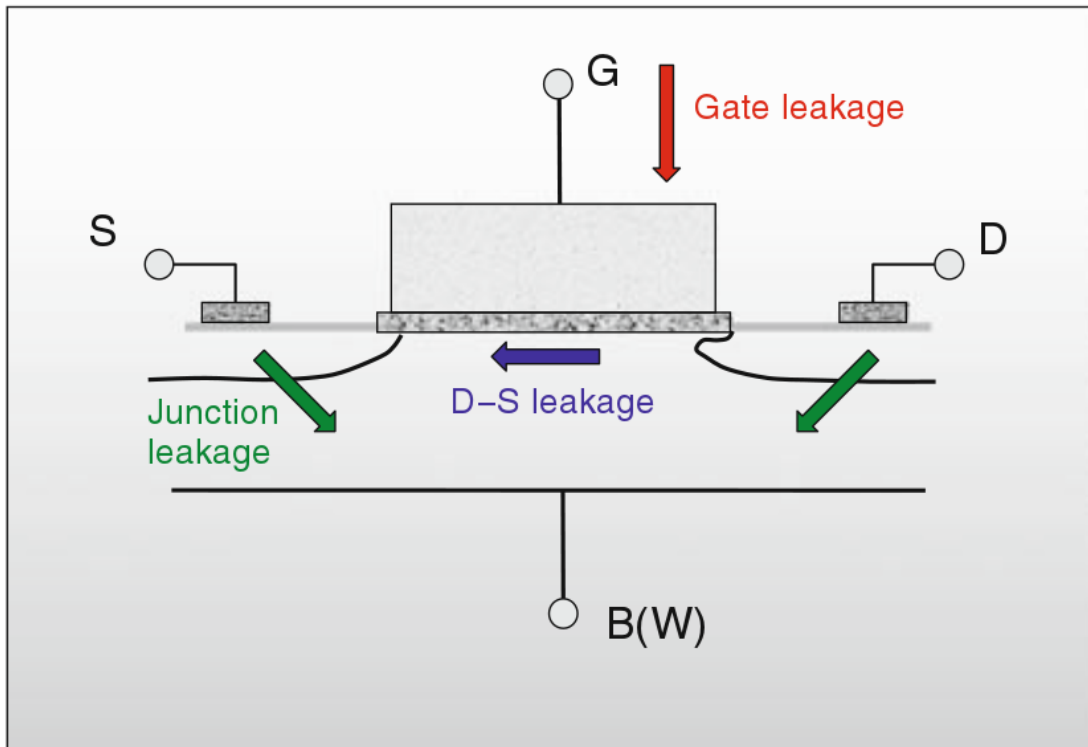 G
Gate leakage
S
D
D–S leakage
Junction
leakage
B(W)